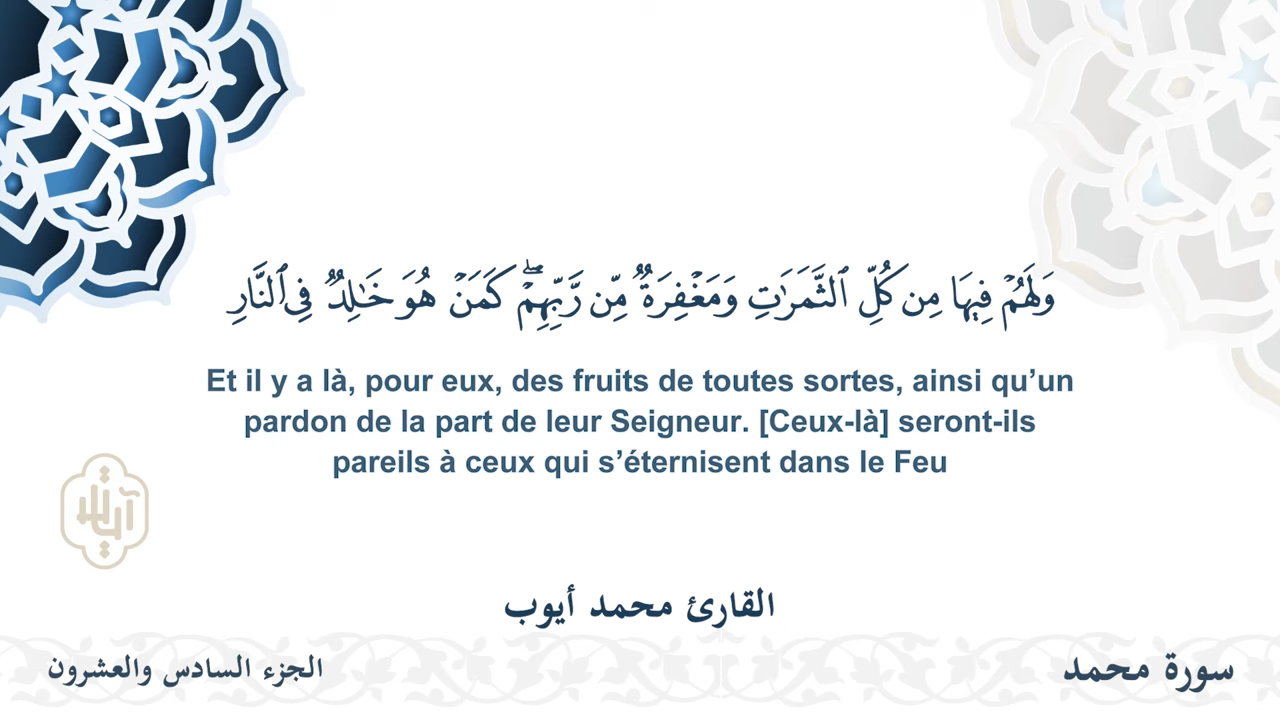 وَلَهُمۡ فِيهَا مِن كُلِّ ٱلثَّمَرَٰتِ وَمَغۡفِرَةٞ مِّن رَّبِّهِمۡۖ كَمَنۡ هُوَ خَٰلِدٞ فِي ٱلنَّارِ
Et il y a là, pour eux, des fruits de toutes sortes, ainsi qu’un
pardon de la part de leur Seigneur. [Ceux-là] seront-ils
pareils à ceux qui s’éternisent dans le Feu
آيات الله
القارئ محمد أيوب
سورة محمد
الجزء السادس والعشرون